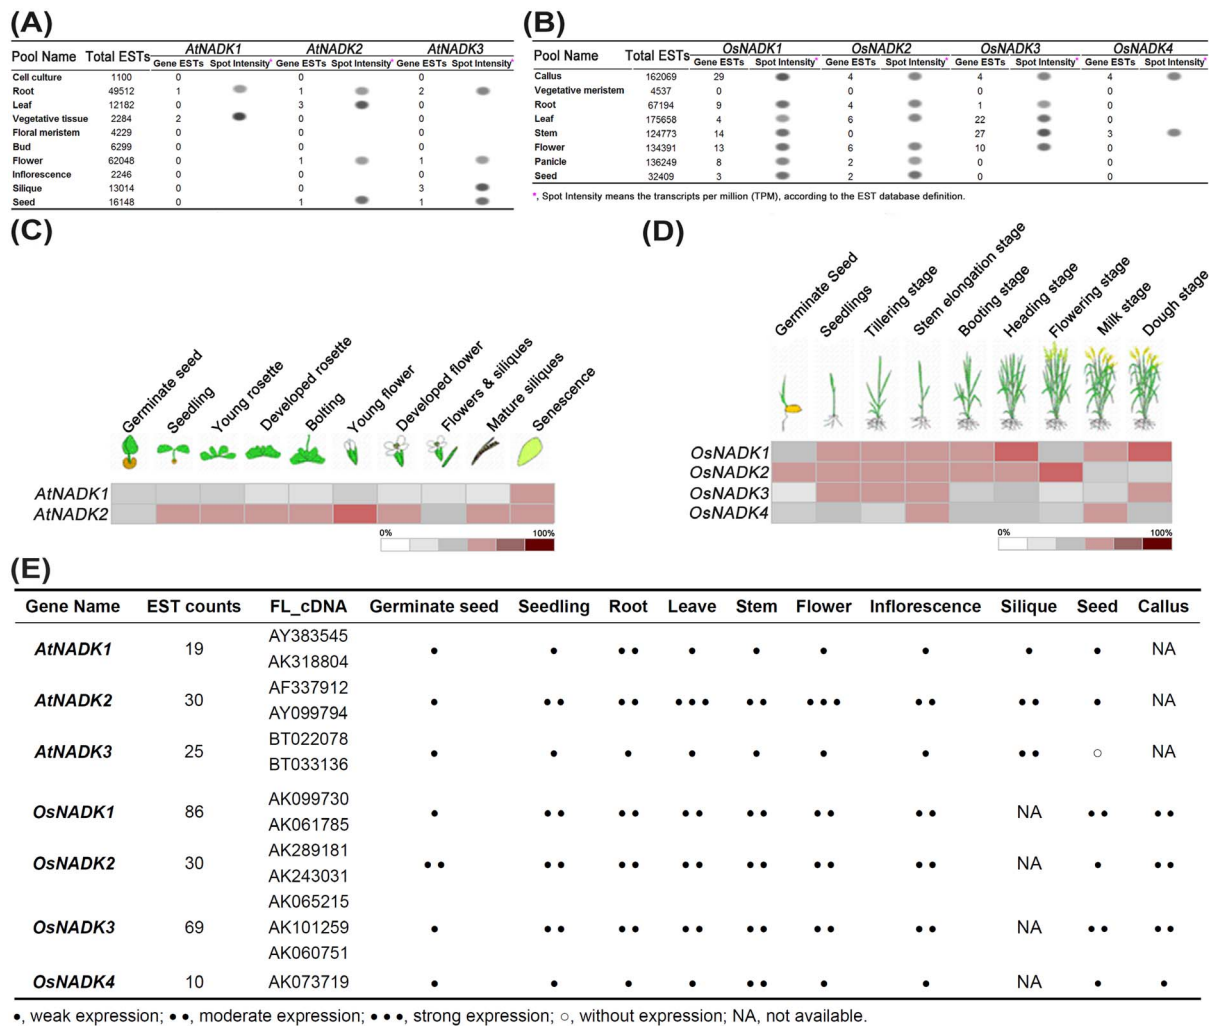 (A)
AtNADK1 AtNADK2 AtNADK3
Pool Name Total ESTs Gene ESTs Spot Intensity* Gene ESTs Spot Intensity* Gene ESTs Spot Intensity*
Cell culture 1100 0 0 0
Root 49512 1 1 2
Leaf 12182 0 3 0
Vegetative tissue 2284 2 0 0
Floral meristem 4229 0 0 0
Bud 6299 0 0 0
Flower 62048 0 1 1
Inflorescence 2246 0 0 0
Silique 13014 0 0 3
Seed 16148 0 1 1
(B)
OsNADK1 OsNADK2 OsNADK3 OsNADK4
Pool Name Total ESTs Gene ESTs Spot Intensity* Gene ESTs Spot Intensity* Gene ESTs Spot Intensity* Gene ESTs Spot Intensity*
Callus 162069 29 4 4 4
Vegetative meristem 4537 0 0 0 0
Root 67194 9 4 1 0
Leaf 175658 4 6 22 0
Stem 124773 14 0 27 3
Flower 134391 13 6 10 0
Panicle 136249 8 2 0 0
Seed 32409 3 2 0 0
*, Spot Intensity means the transcripts per million (TPM), according to the EST database definition.
(C)
Germinate seed
Seedling
Young rosette
Developed rosette
Bolting
Young flower
Developed flower
Flowers & siliques
Mature siliques
Senescence
AtNADK1
AtNADK2
0% 100%
(D)
Germinate Seed
Seedlings
Tillering stage
Stem elongation stage
Booting stage
Heading stage
Flowering stage
Milk stage
Dough stage
OsNADK1
OsNADK2
OsNADK3
OsNADK4
0% 100%
(E)
Gene Name EST counts FL_cDNA Germinate seed Seedling Root Leave Stem Flower Inflorescence Silique Seed Callus
AY383545
AtNADK1 19 ● ● ●● ● ● ● ● ● ● NA
AK318804
AF337912
AtNADK2 30 ● ●● ●● ●●● ●● ●●● ●● ●● ● NA
AY099794
BT022078
AtNADK3 25 ● ● ● ● ● ● ● ●● ○ NA
BT033136
AK099730
OsNADK1 86 ● ●● ●● ●● ●● ●● ●● NA ●● ●●
AK061785
AK289181
OsNADK2 30 ●● ●● ●● ●● ●● ●● ●● NA ● ●●
AK243031
AK065215
OsNADK3 69 AK101259 ● ●● ●● ●● ●● ●● ●● NA ●● ●●
AK060751
OsNADK4 10 AK073719 ● ● ● ● ●● ● ● NA ● ●
●, weak expression; ●●, moderate expression; ●●●, strong expression; ○, without expression; NA, not available.